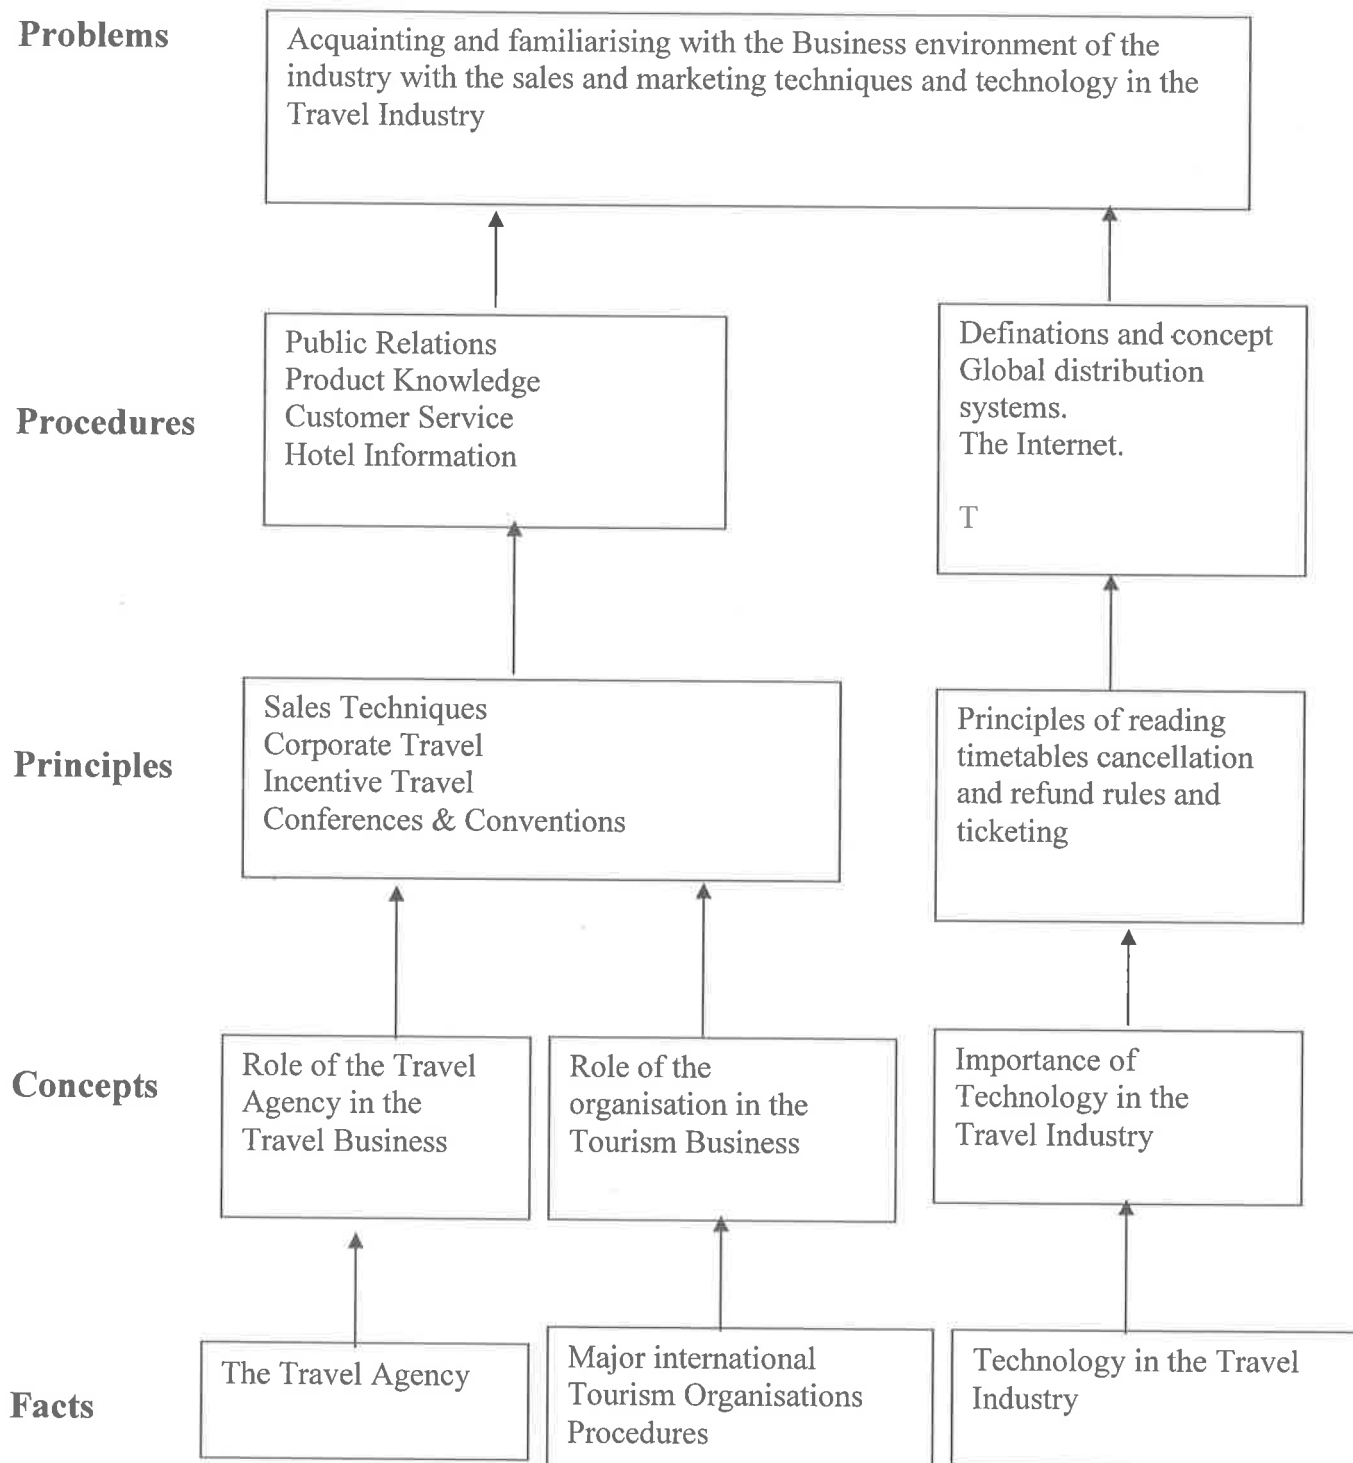 Problems
Acquainting and familiarising with the Business environment of the
industry with the sales and marketing techniques and technology in the
Travel Industry
Procedures
Public Relations
Product Knowledge
Customer Service
Hotel Information
Definations and concept
Global distribution
systems.
The Internet.
T
Principles
Sales Techniques
Corporate Travel
Incentive Travel
Conferences & Conventions
Principles of reading
timetables cancellation
and refund rules and
ticketing
Concepts
Role of the Travel
Agency in the
Travel Business
Role of the
organisation in the
Tourism Business
Importance of
Technology in the
Travel Industry
Facts
The Travel Agency
Major international
Tourism Organisations
Procedures
Technology in the Travel
Industry